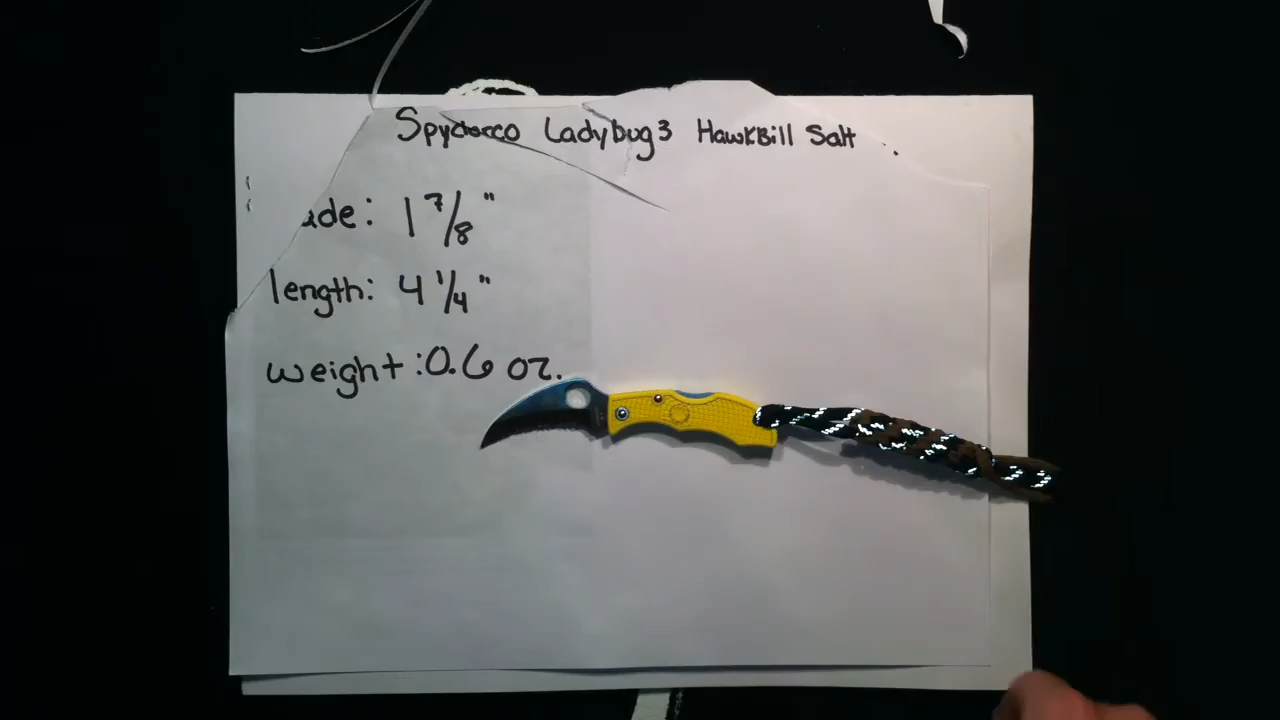 Spyderco Ladybug3 HawkBill Salt
ade: 1 7/8"
length: 4 1/4"
weight: 0.6 oz.